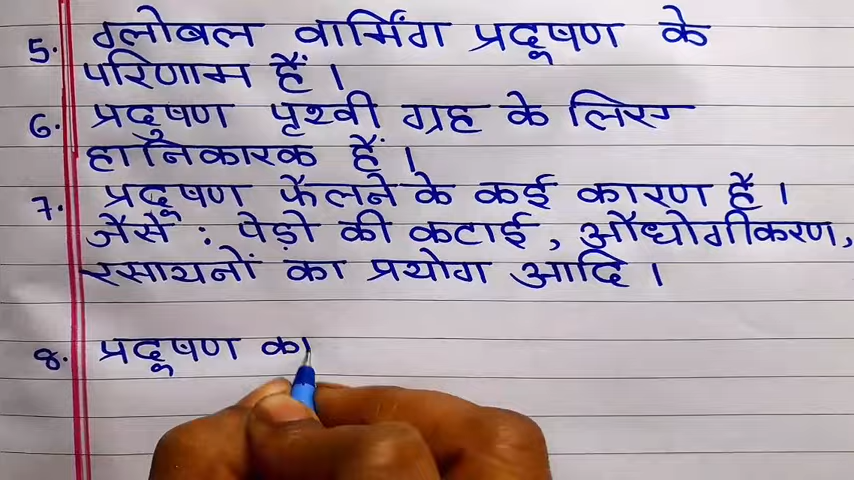 5. ग्लोबल वार्मिंग प्रदूषण के
परिणाम हैं ।
6. प्रदूषण पृथ्वी ग्रह के लिए
हानिकारक हैं ।
7. प्रदूषण फैलने के कई कारण है ।
जैसे : पेड़ो की कटाई , औधोगीकरण,
रसायनों का प्रयोग आदि ।
8. प्रदूषण का